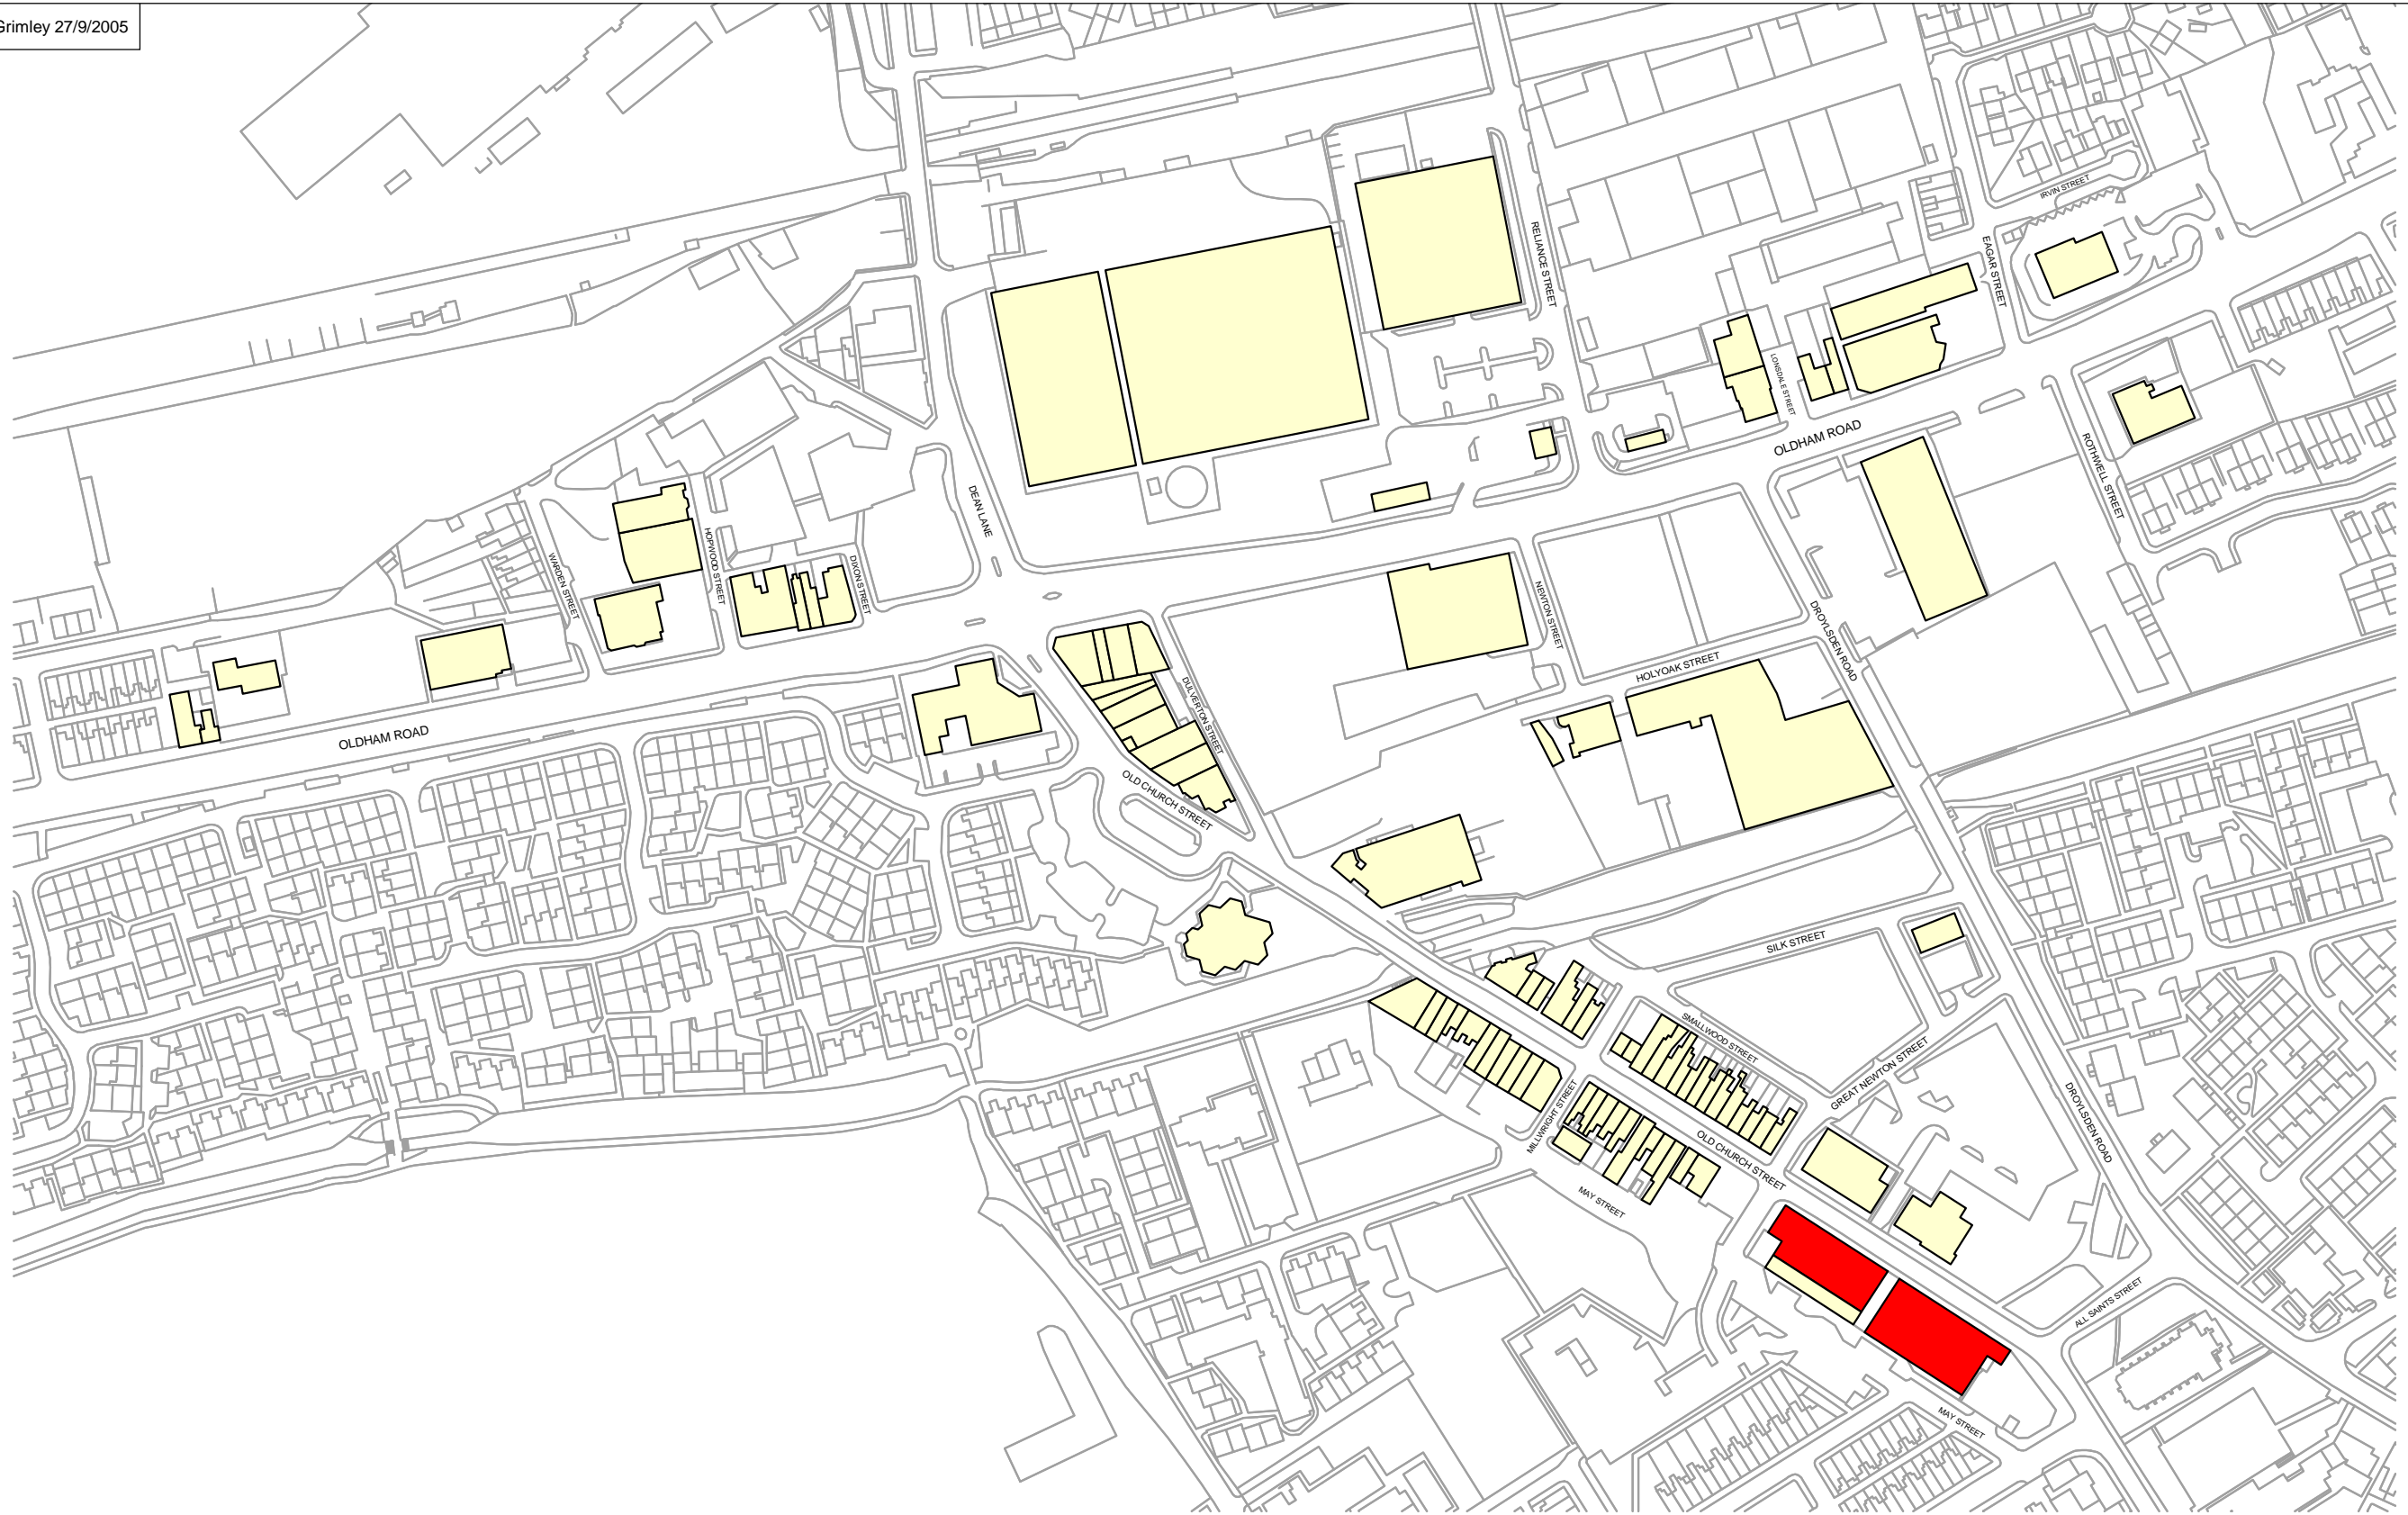 Grimley 27/9/2005
IRVIN STREET
RELIANCE STREET
EAGAR STREET
LONSDALE STREET
OLDHAM ROAD
ROTHWELL STREET
DEAN LANE
HOPWOOD STREET
WARDEN STREET
DIXON STREET
NEWTON STREET
DROYLSDEN ROAD
HOLYOAK STREET
DULVERTON STREET
OLDHAM ROAD
OLD CHURCH STREET
SILK STREET
SMALLWOOD STREET
GREAT NEWTON STREET
MILLWRIGHT STREET
OLD CHURCH STREET
DROYLSDEN ROAD
MAY STREET
ALL SAINTS STREET
MAY STREET